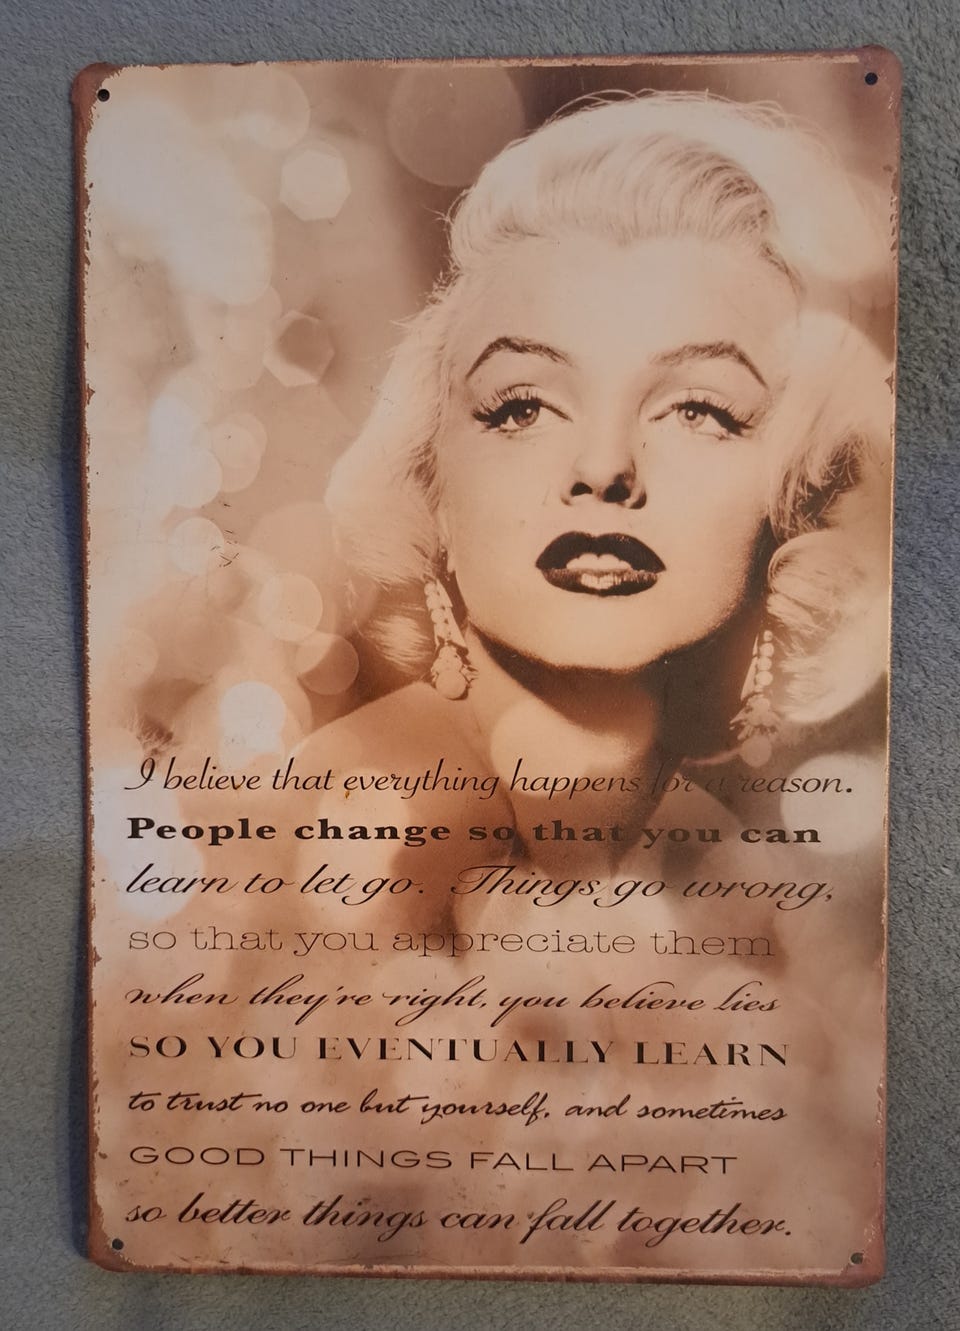 I believe that everything happens for a reason.
People change so that you can
learn to let go. Things go wrong,
so that you appreciate them
when they're right, you believe lies
SO YOU EVENTUALLY LEARN
to trust no one but yourself, and sometimes
GOOD THINGS FALL APART
so better things can fall together.